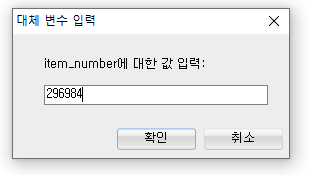 대체 변수 입력
item_number에 대한 값 입력:
296984
확인 취소